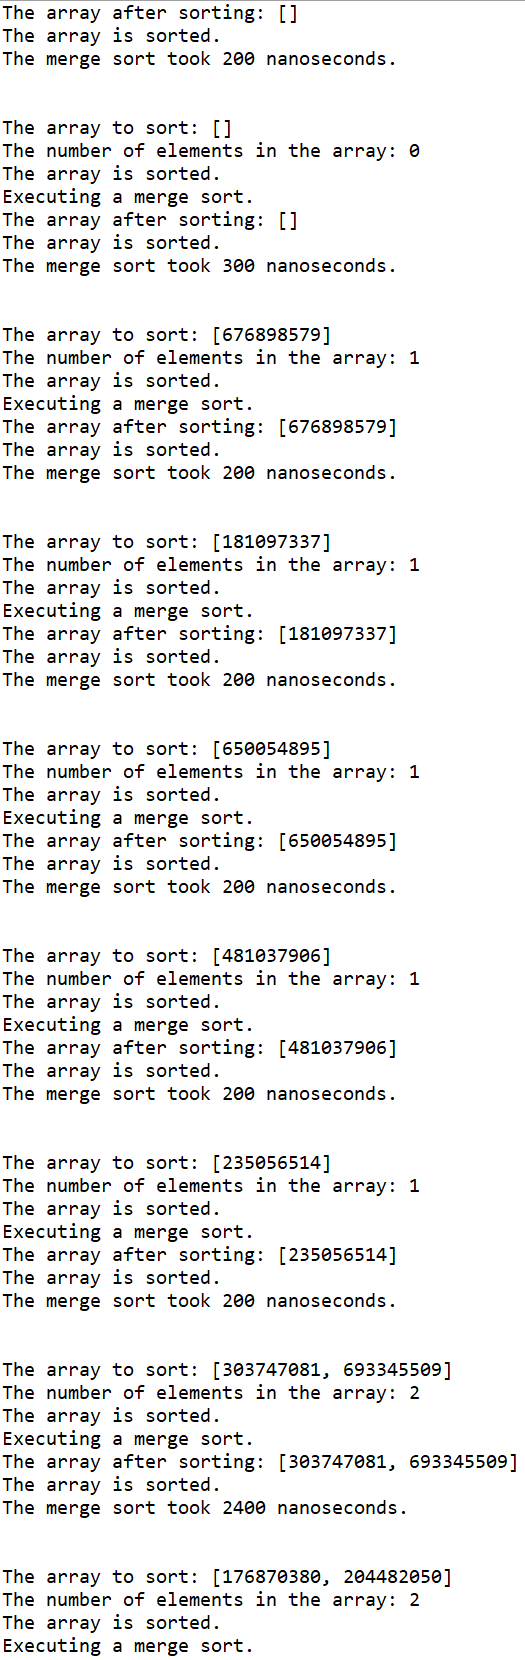 The array after sorting: []
The array is sorted.
The merge sort took 200 nanoseconds.
The array to sort: []
The number of elements in the array: 0
The array is sorted.
Executing a merge sort.
The array after sorting: []
The array is sorted.
The merge sort took 300 nanoseconds.
The array to sort: [676898579]
The number of elements in the array: 1
The array is sorted.
Executing a merge sort.
The array after sorting: [676898579]
The array is sorted.
The merge sort took 200 nanoseconds.
The array to sort: [181097337]
The number of elements in the array: 1
The array is sorted.
Executing a merge sort.
The array after sorting: [181097337]
The array is sorted.
The merge sort took 200 nanoseconds.
The array to sort: [650054895]
The number of elements in the array: 1
The array is sorted.
Executing a merge sort.
The array after sorting: [650054895]
The array is sorted.
The merge sort took 200 nanoseconds.
The array to sort: [481037906]
The number of elements in the array: 1
The array is sorted.
Executing a merge sort.
The array after sorting: [481037906]
The array is sorted.
The merge sort took 200 nanoseconds.
The array to sort: [235056514]
The number of elements in the array: 1
The array is sorted.
Executing a merge sort.
The array after sorting: [235056514]
The array is sorted.
The merge sort took 200 nanoseconds.
The array to sort: [303747081, 693345509]
The number of elements in the array: 2
The array is sorted.
Executing a merge sort.
The array after sorting: [303747081, 693345509]
The array is sorted.
The merge sort took 2400 nanoseconds.
The array to sort: [176870380, 204482050]
The number of elements in the array: 2
The array is sorted.
Executing a merge sort.